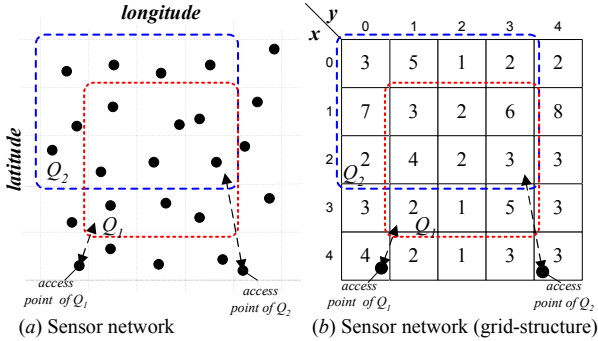 longitude
latitude
Q2
Q1
access
point of Q1
access
point of Q2
(a) Sensor network
y
x
0 1 2 3 4
0 3 5 1 2 2
1 7 3 2 6 8
2 2 4 2 3 3
Q2
3 3 2 1 5 3
Q1
4 4 2 1 3 3
access
point of Q1
access
point of Q2
(b) Sensor network (grid-structure)